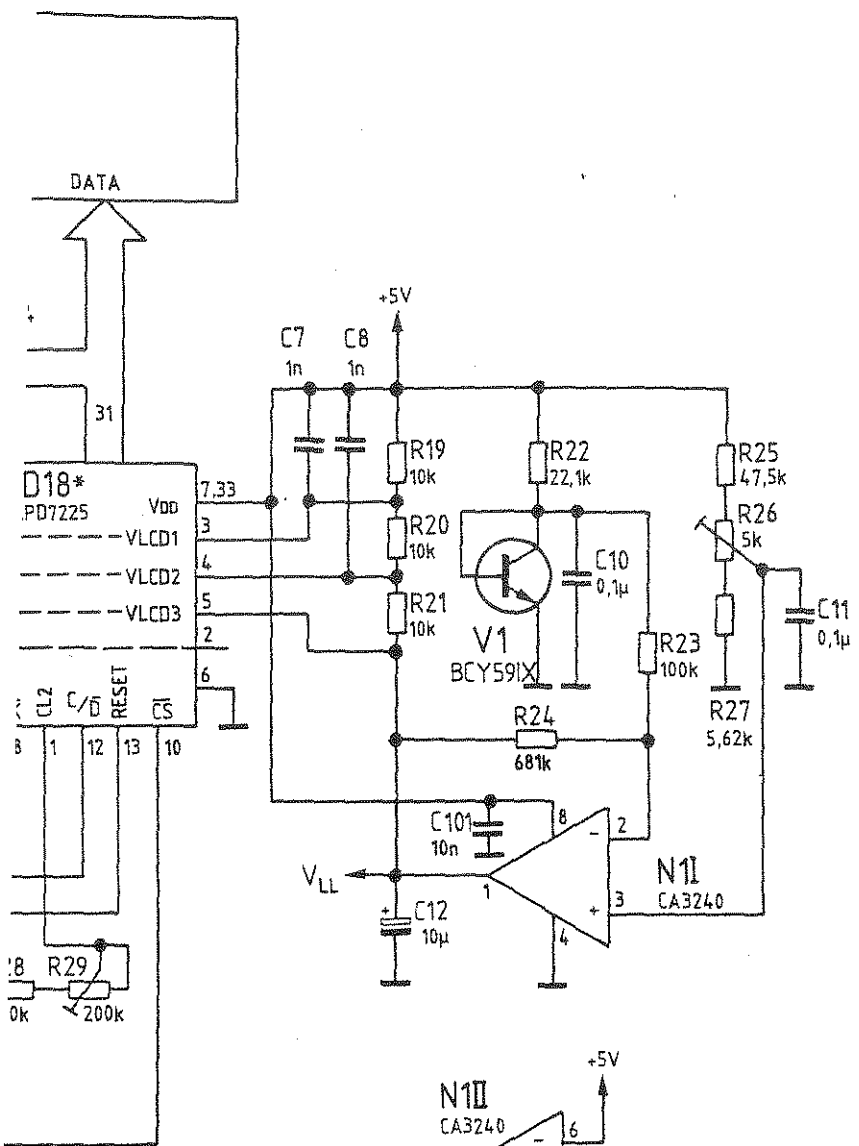 DATA
+5V
C7
1n
C8
1n
31
D18*
PD7225
VDD
7,33
VLCD1
3
VLCD2
4
VLCD3
5
2
6
CL2
C/D̅
RESET
C̅S̅
8
1
12
13
10
R19
10k
R20
10k
R21
10k
R22
22,1k
R25
47,5k
R26
5k
C10
0,1µ
C11
0,1µ
V1
BCY59IX
R23
100k
R27
5,62k
R24
681k
C101
10n
8
-
2
VLL
1
N1I
CA3240
+
3
4
+
C12
10µ
R29
200k
0k
+5V
N1II
CA3240
-
6